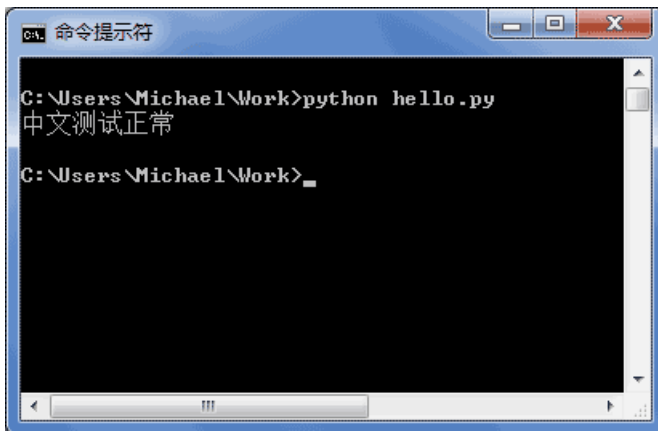 命令提示符
C:\Users\Michael\Work>python hello.py
中文测试正常
C:\Users\Michael\Work>_